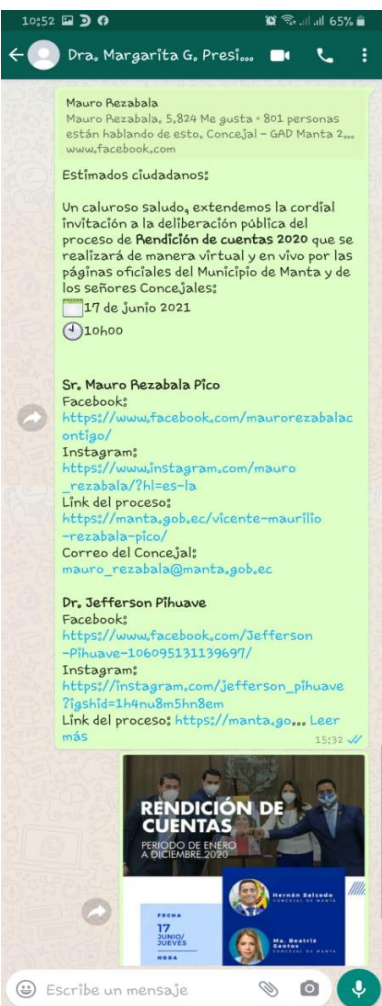 10:52
65%
Dra. Margarita G. Presi...
Mauro Rezabala
Mauro Rezabala. 5,824 Me gusta • 801 personas
están hablando de esto. Concejal - GAD Manta 2...
www.facebook.com
Estimados ciudadanos:
Un caluroso saludo, extendemos la cordial
invitación a la deliberación pública del
proceso de Rendición de cuentas 2020 que se
realizará de manera virtual y en vivo por las
páginas oficiales del Municipio de Manta y de
los señores Concejales:
17 de junio 2021
10h00
Sr. Mauro Rezabala Pico
Facebook:
https://www.facebook.com/maurorezabalac
ontigo/
Instagram:
https://www.instagram.com/mauro
_rezabala/?hl=es-la
Link del proceso:
https://manta.gob.ec/vicente-maurilio
-rezabala-pico/
Correo del Concejal:
mauro_rezabala@manta.gob.ec
Dr. Jefferson Pihuave
Facebook:
https://www.facebook.com/Jefferson
-Pihuave-106095131139697/
Instagram:
https://instagram.com/jefferson_pihuave
?igshid=1h4nu8m5hn8em
Link del proceso: https://manta.go... Leer
más
15:32
RENDICIÓN DE
CUENTAS
PERIODO DE ENERO
A DICIEMBRE 2020
Hernán Salcedo
CONCEJAL DE MANTA
FECHA
17
JUNIO/
JUEVES
HORA
Ma. Beatriz
Santos
CONCEJAL DE MANTA
Escribe un mensaje